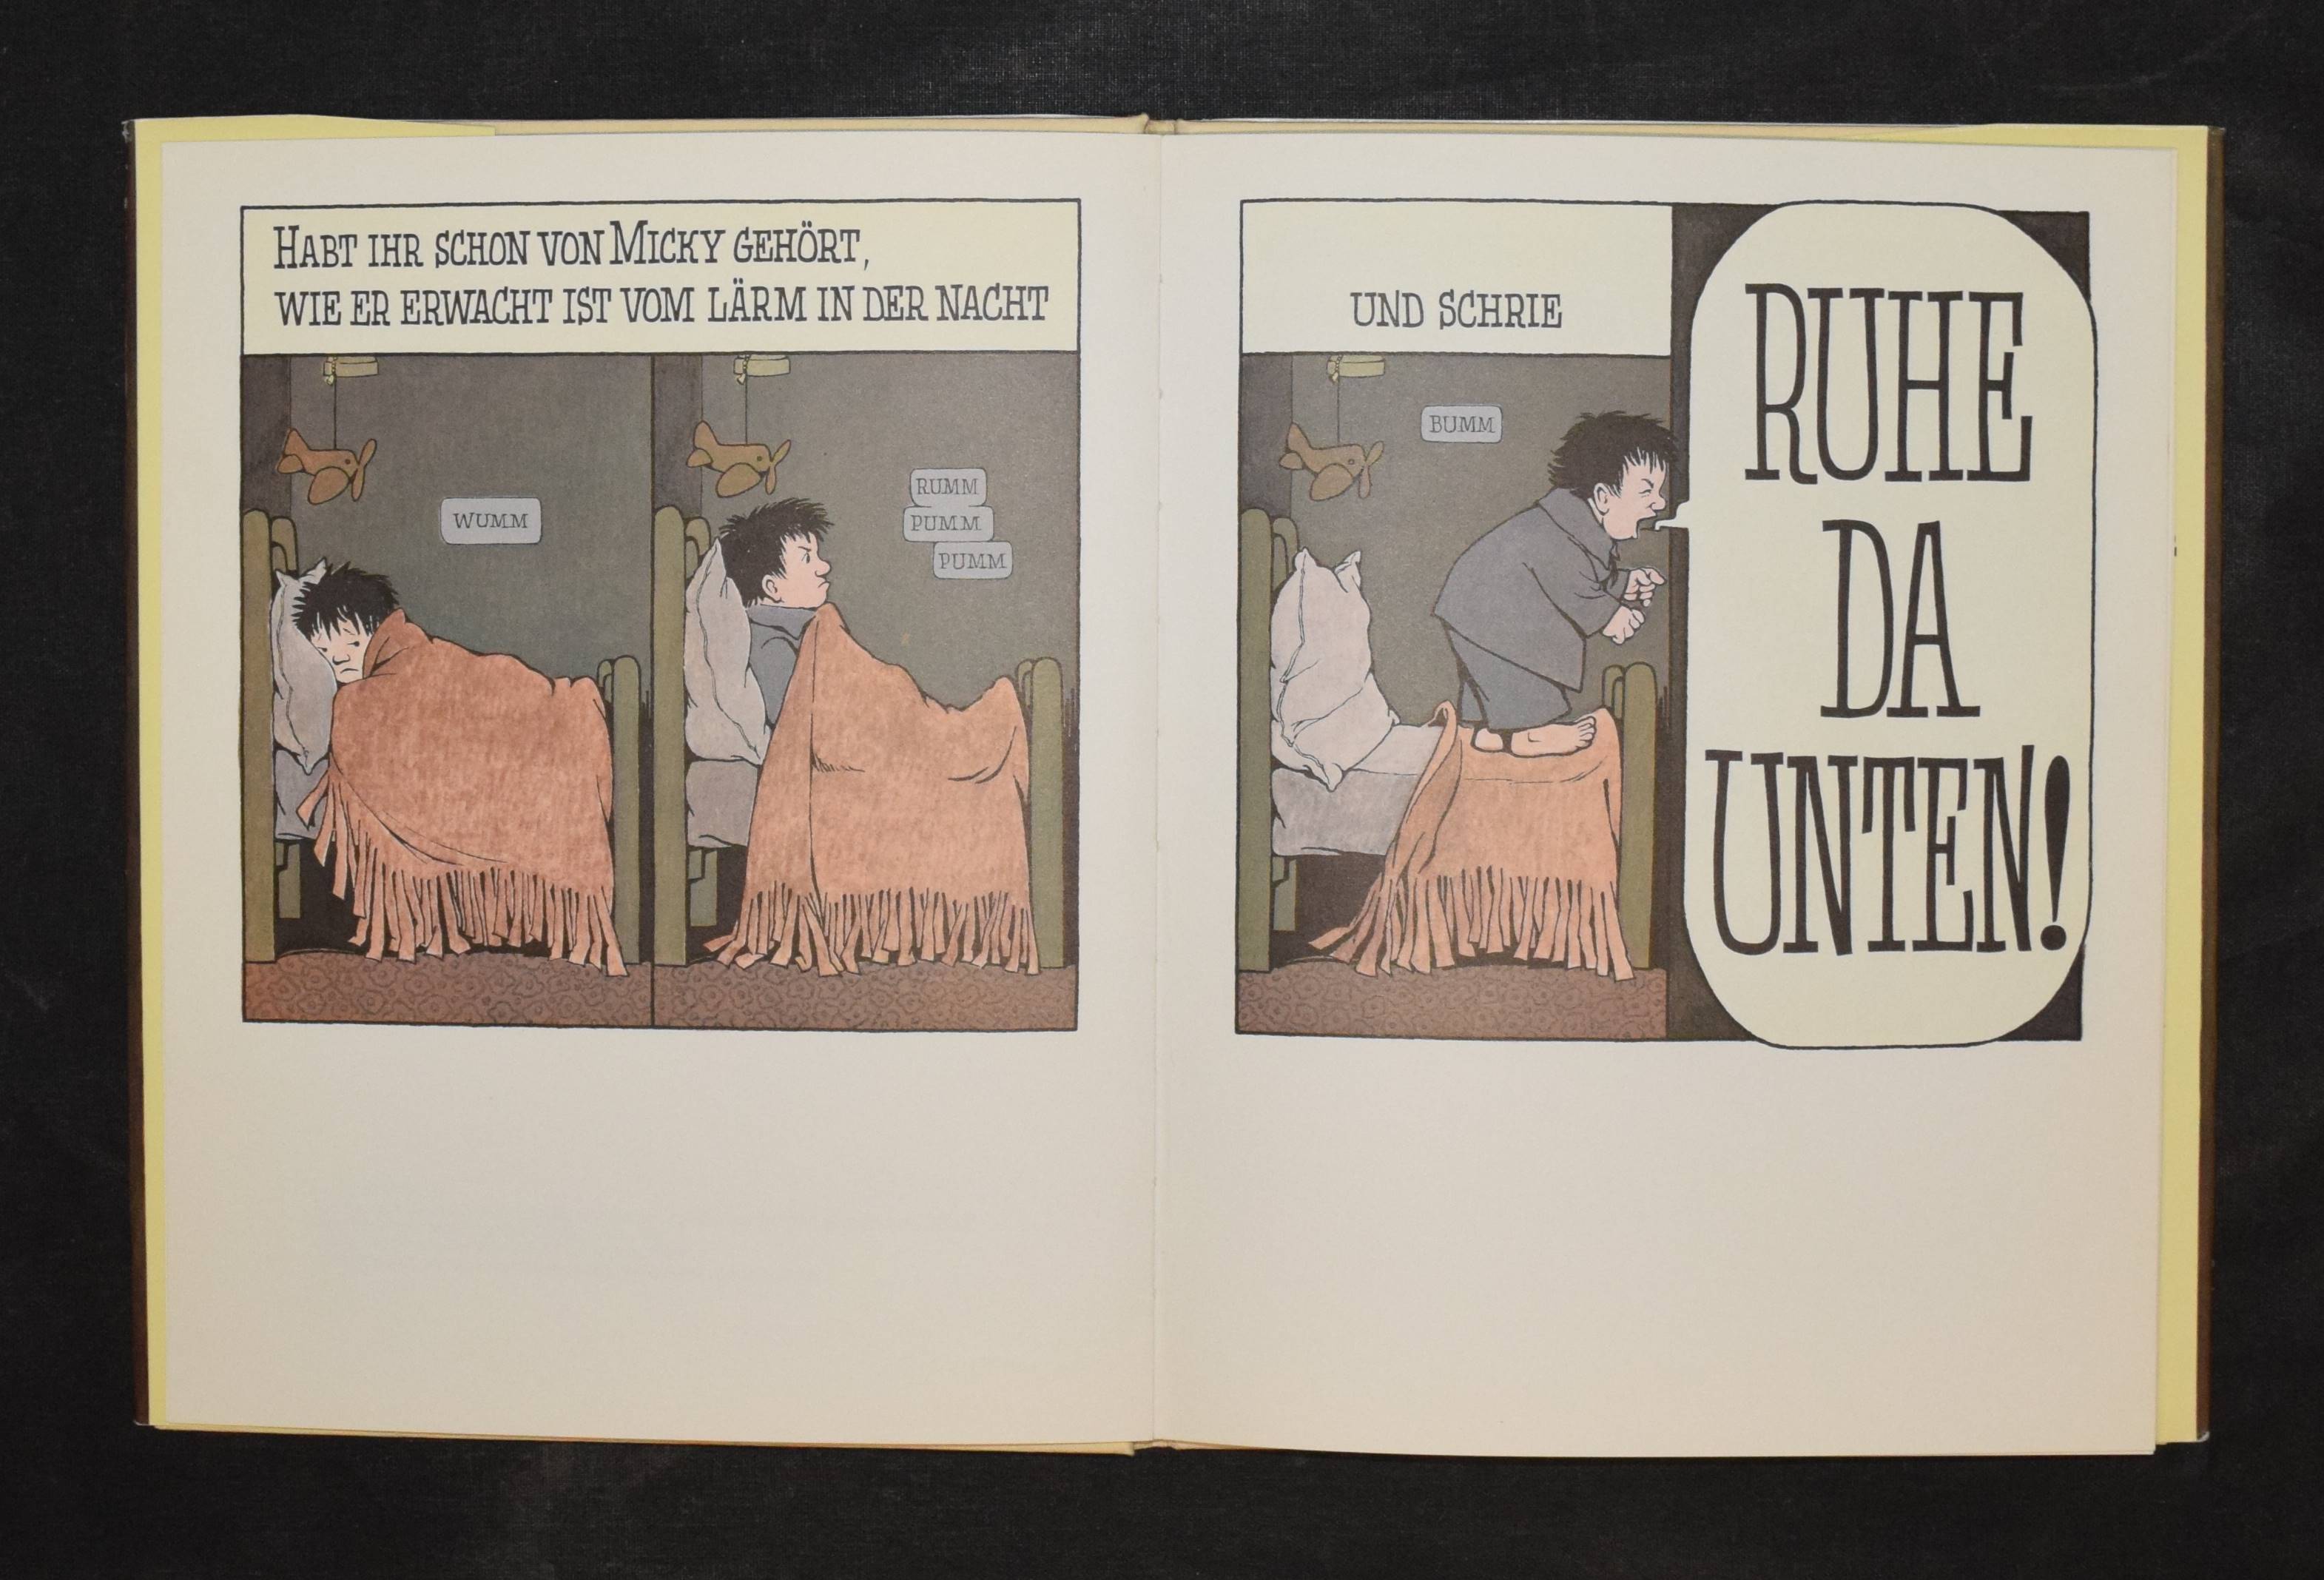 HABT IHR SCHON VON MICKY GEHÖRT,
WIE ER ERWACHT IST VOM LÄRM IN DER NACHT
WUMM
RUMM
PUMM
PUMM
UND SCHRIE
BUMM
RUHE
DA
UNTEN!